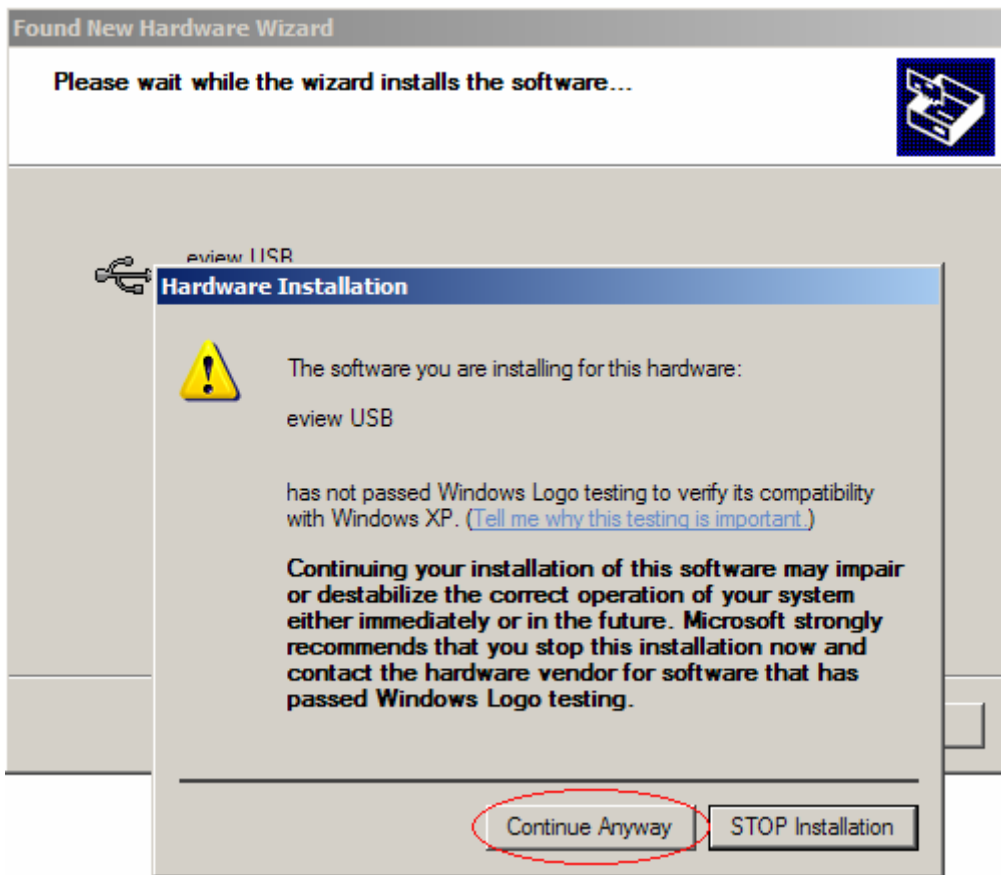 Found New Hardware Wizard
Please wait while the wizard installs the software...
eview USB
Hardware Installation
The software you are installing for this hardware:
eview USB
has not passed Windows Logo testing to verify its compatibility
with Windows XP. (Tell me why this testing is important.)
Continuing your installation of this software may impair
or destabilize the correct operation of your system
either immediately or in the future. Microsoft strongly
recommends that you stop this installation now and
contact the hardware vendor for software that has
passed Windows Logo testing.
Continue Anyway
STOP Installation